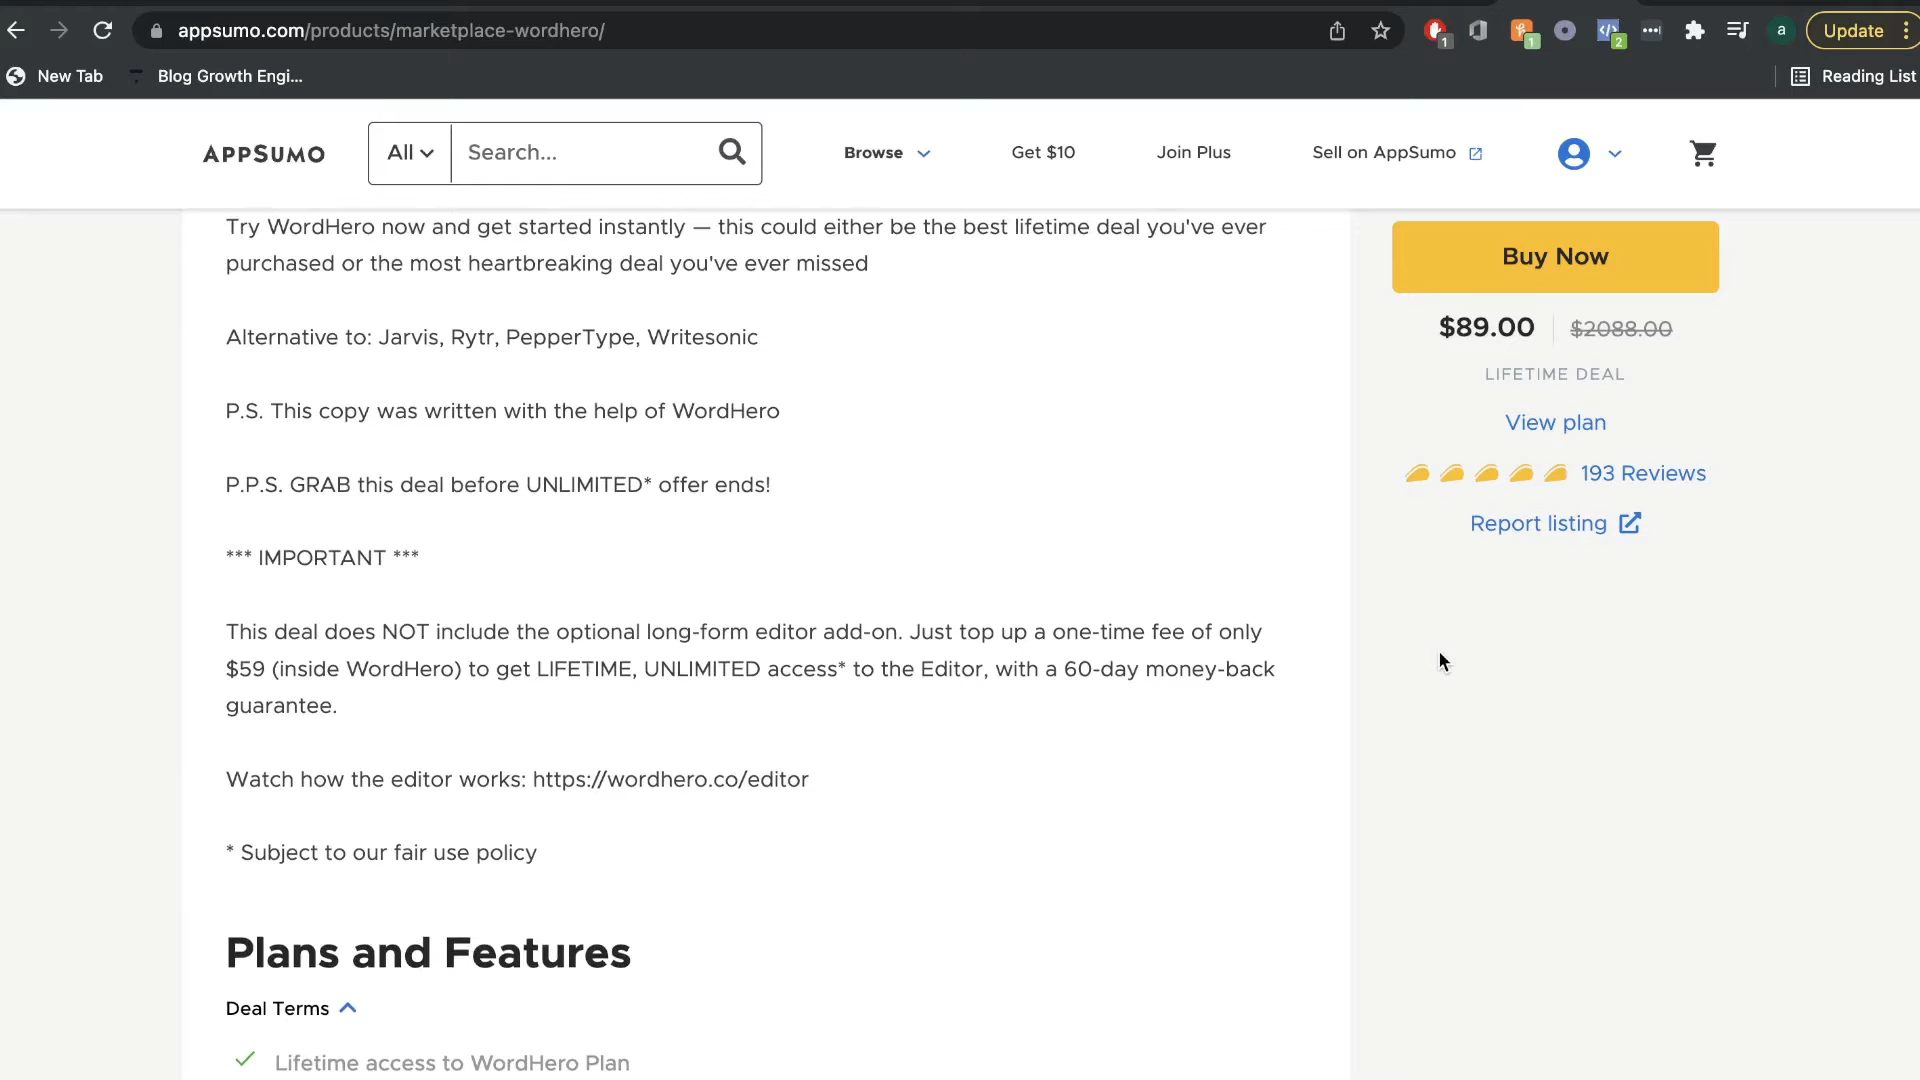 appsumo.com/products/marketplace-wordhero/
1
1
2
a
Update
New Tab
Blog Growth Engi...
Reading List
APPSUMO
All
Search...
Browse
Get $10
Join Plus
Sell on AppSumo
Try WordHero now and get started instantly — this could either be the best lifetime deal you've ever
purchased or the most heartbreaking deal you've ever missed
Alternative to: Jarvis, Rytr, PepperType, Writesonic
P.S. This copy was written with the help of WordHero
P.P.S. GRAB this deal before UNLIMITED* offer ends!
*** IMPORTANT ***
This deal does NOT include the optional long-form editor add-on. Just top up a one-time fee of only
$59 (inside WordHero) to get LIFETIME, UNLIMITED access* to the Editor, with a 60-day money-back
guarantee.
Watch how the editor works: https://wordhero.co/editor
* Subject to our fair use policy
Plans and Features
Deal Terms
Lifetime access to WordHero Plan
Buy Now
$89.00
$2088.00
LIFETIME DEAL
View plan
193 Reviews
Report listing